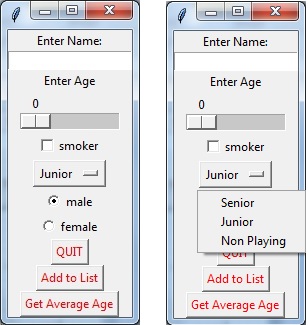 Enter Name:
Enter Age
0
smoker
Junior
male
female
QUIT
Add to List
Get Average Age
Enter Name:
Enter Age
0
smoker
Junior
Senior
Junior
Non Playing
QUIT
Add to List
Get Average Age